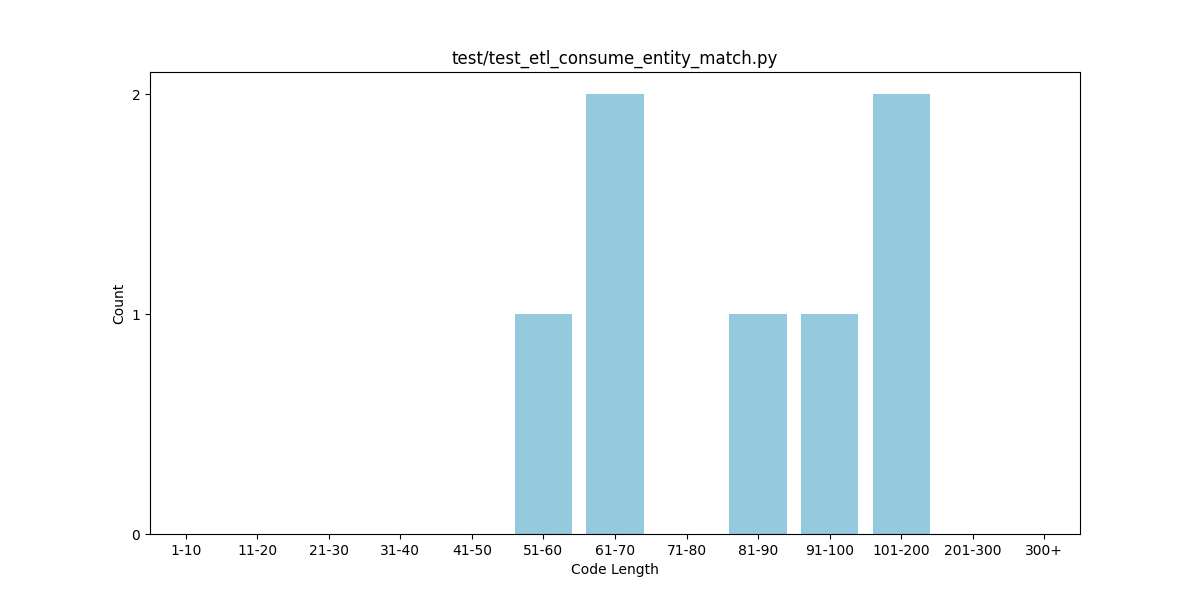 test/test_etl_consume_entity_match.py
Count
2
1
0
1-10 11-20 21-30 31-40 41-50 51-60 61-70 71-80 81-90 91-100 101-200 201-300 300+
Code Length